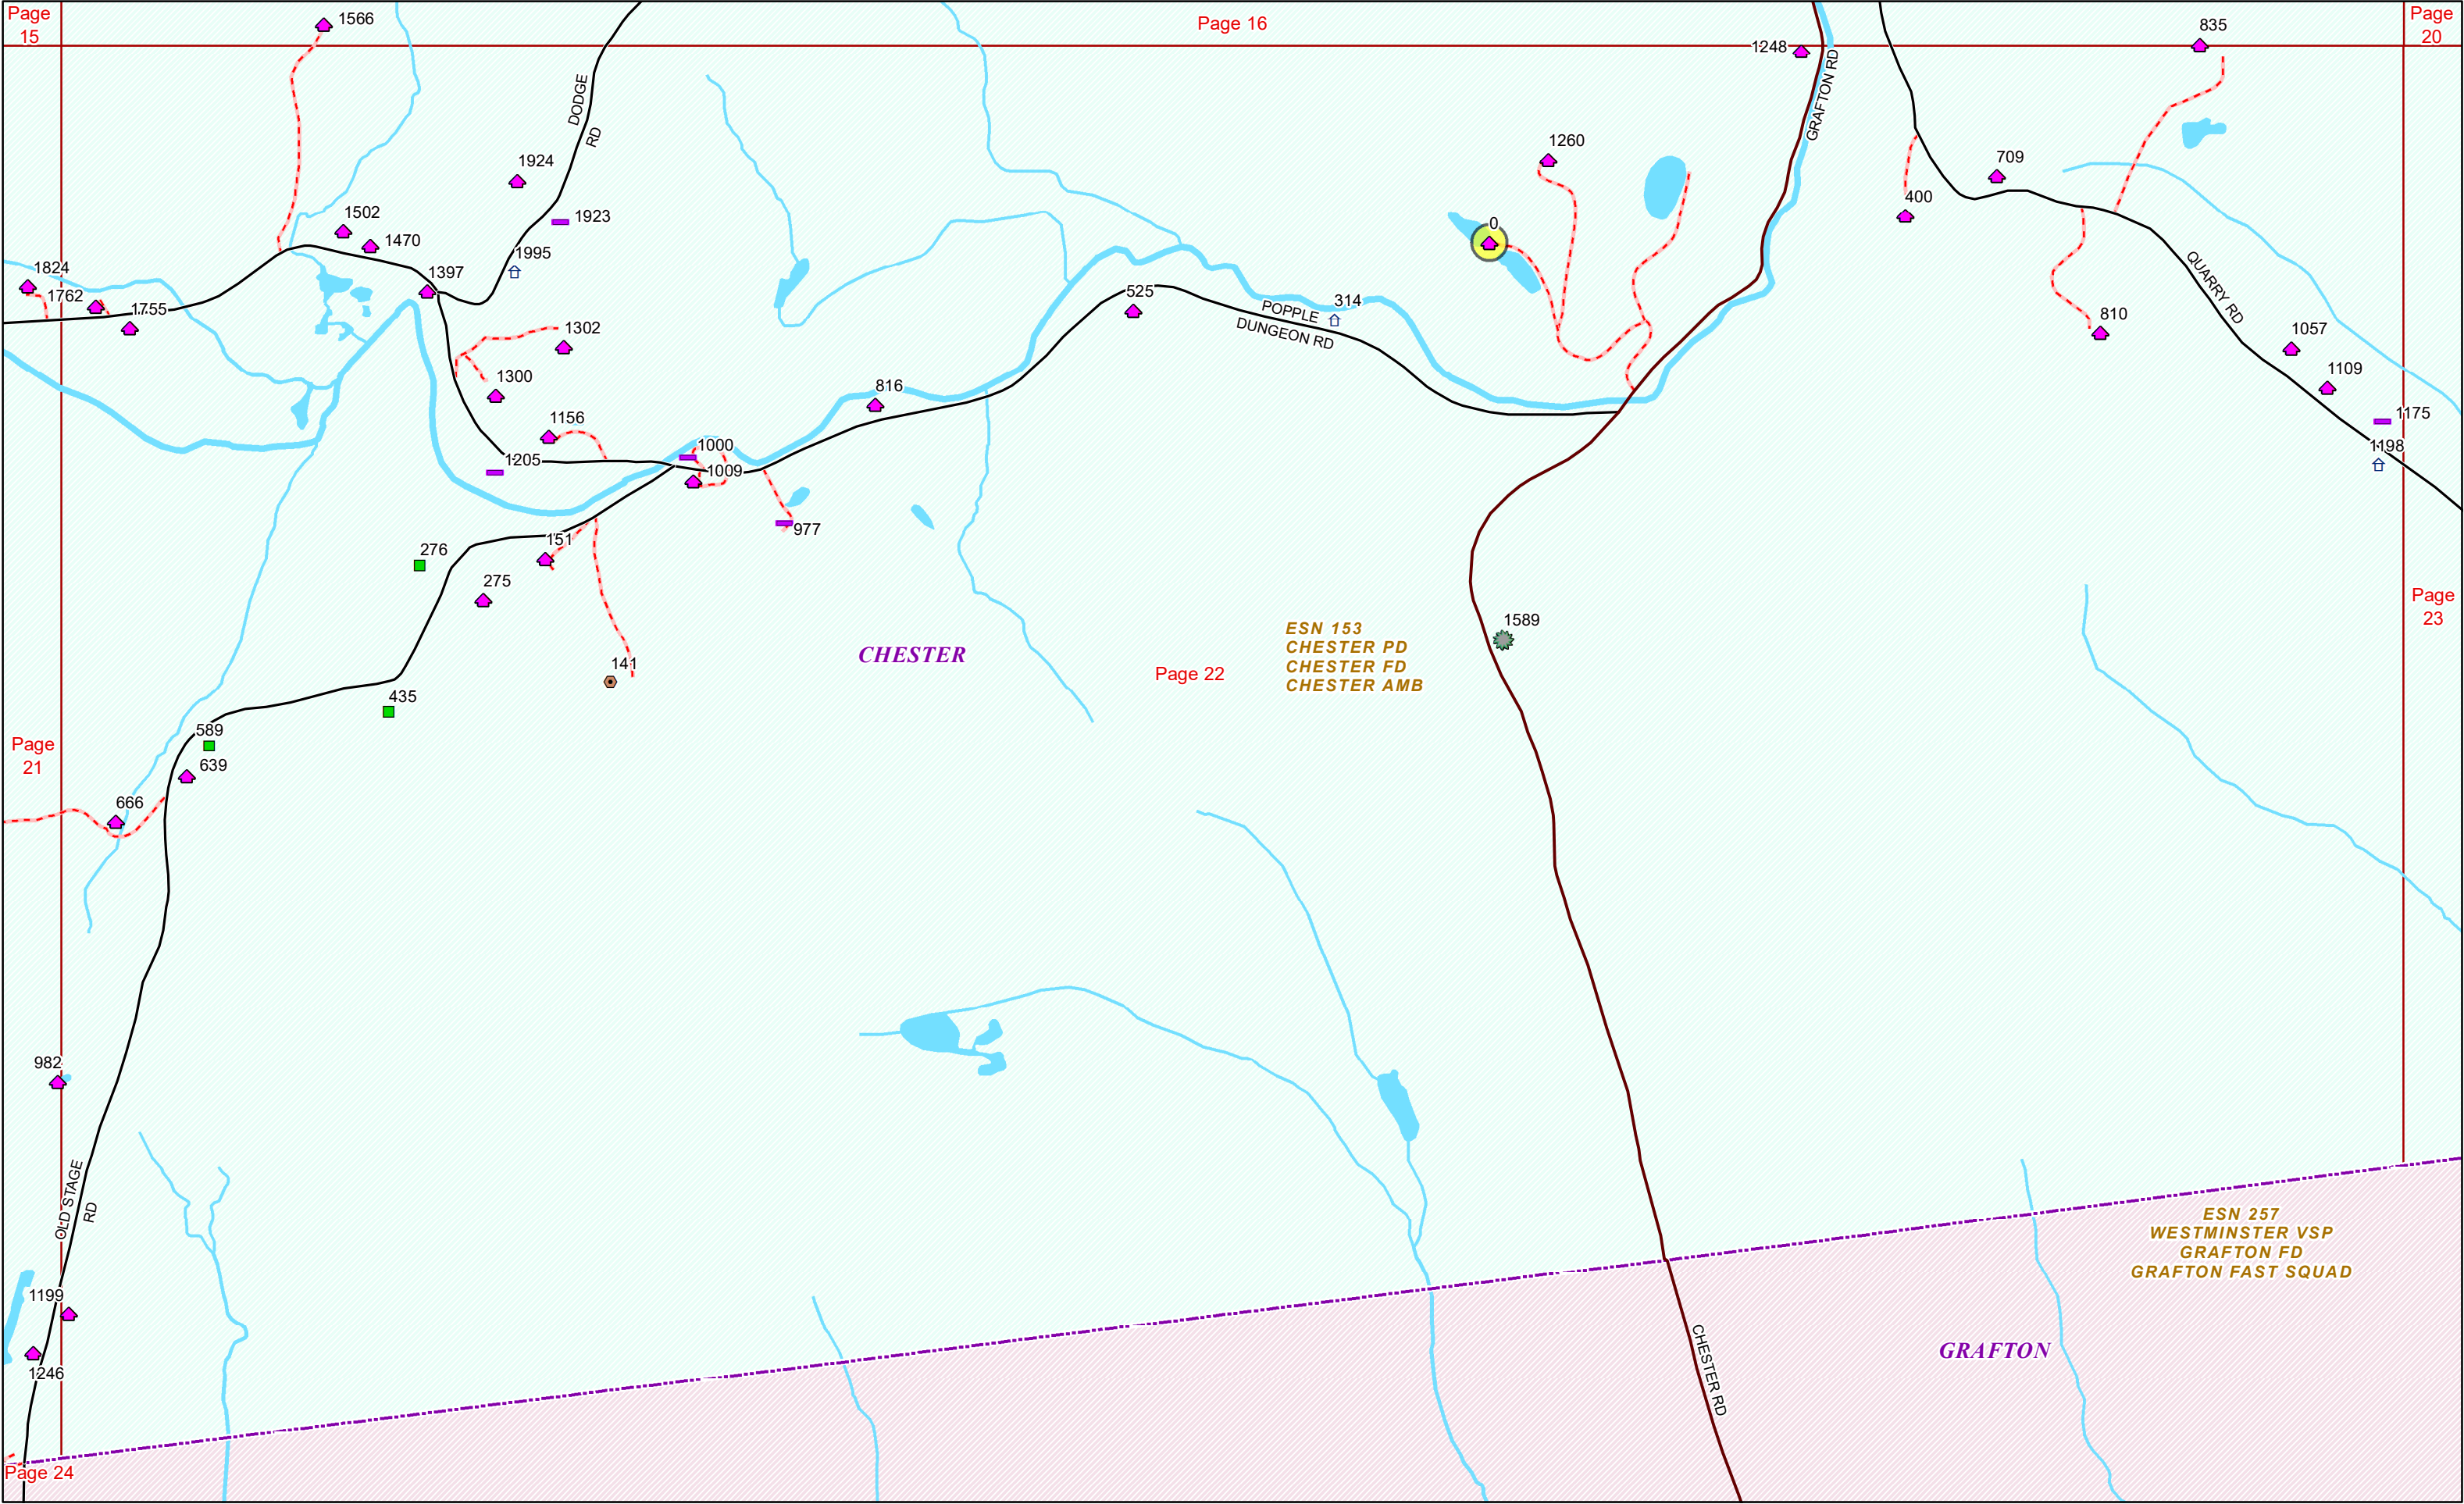 Page
15
1566
Page 16
1248
GRAFTON RD
835
Page
20
DODGE
RD
1924
1923
1995
1502
1470
1397
1824
1762
1755
1260
0
709
400
QUARRY RD
810
1057
1109
1175
1198
525
POPPLE
DUNGEON RD
314
1302
1300
1156
1205
816
1000
1009
977
151
276
275
141
CHESTER
Page 22
ESN 153
CHESTER PD
CHESTER FD
CHESTER AMB
1589
Page
23
435
589
639
666
Page
21
982
OLD STAGE
RD
1199
1246
Page 24
CHESTER RD
GRAFTON
ESN 257
WESTMINSTER VSP
GRAFTON FD
GRAFTON FAST SQUAD